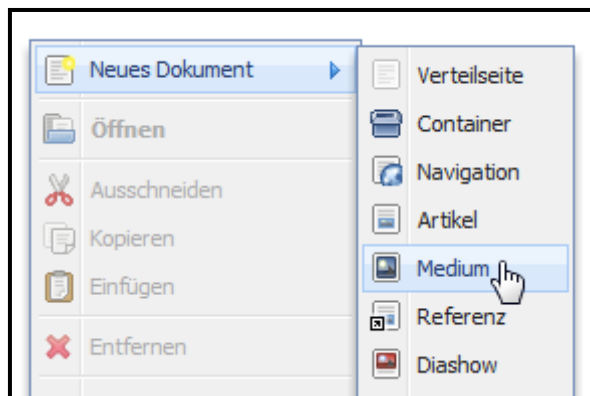 Neues Dokument
Öffnen
Ausschneiden
Kopieren
Einfügen
Entfernen
Verteilseite
Container
Navigation
Artikel
Medium
Referenz
Diashow